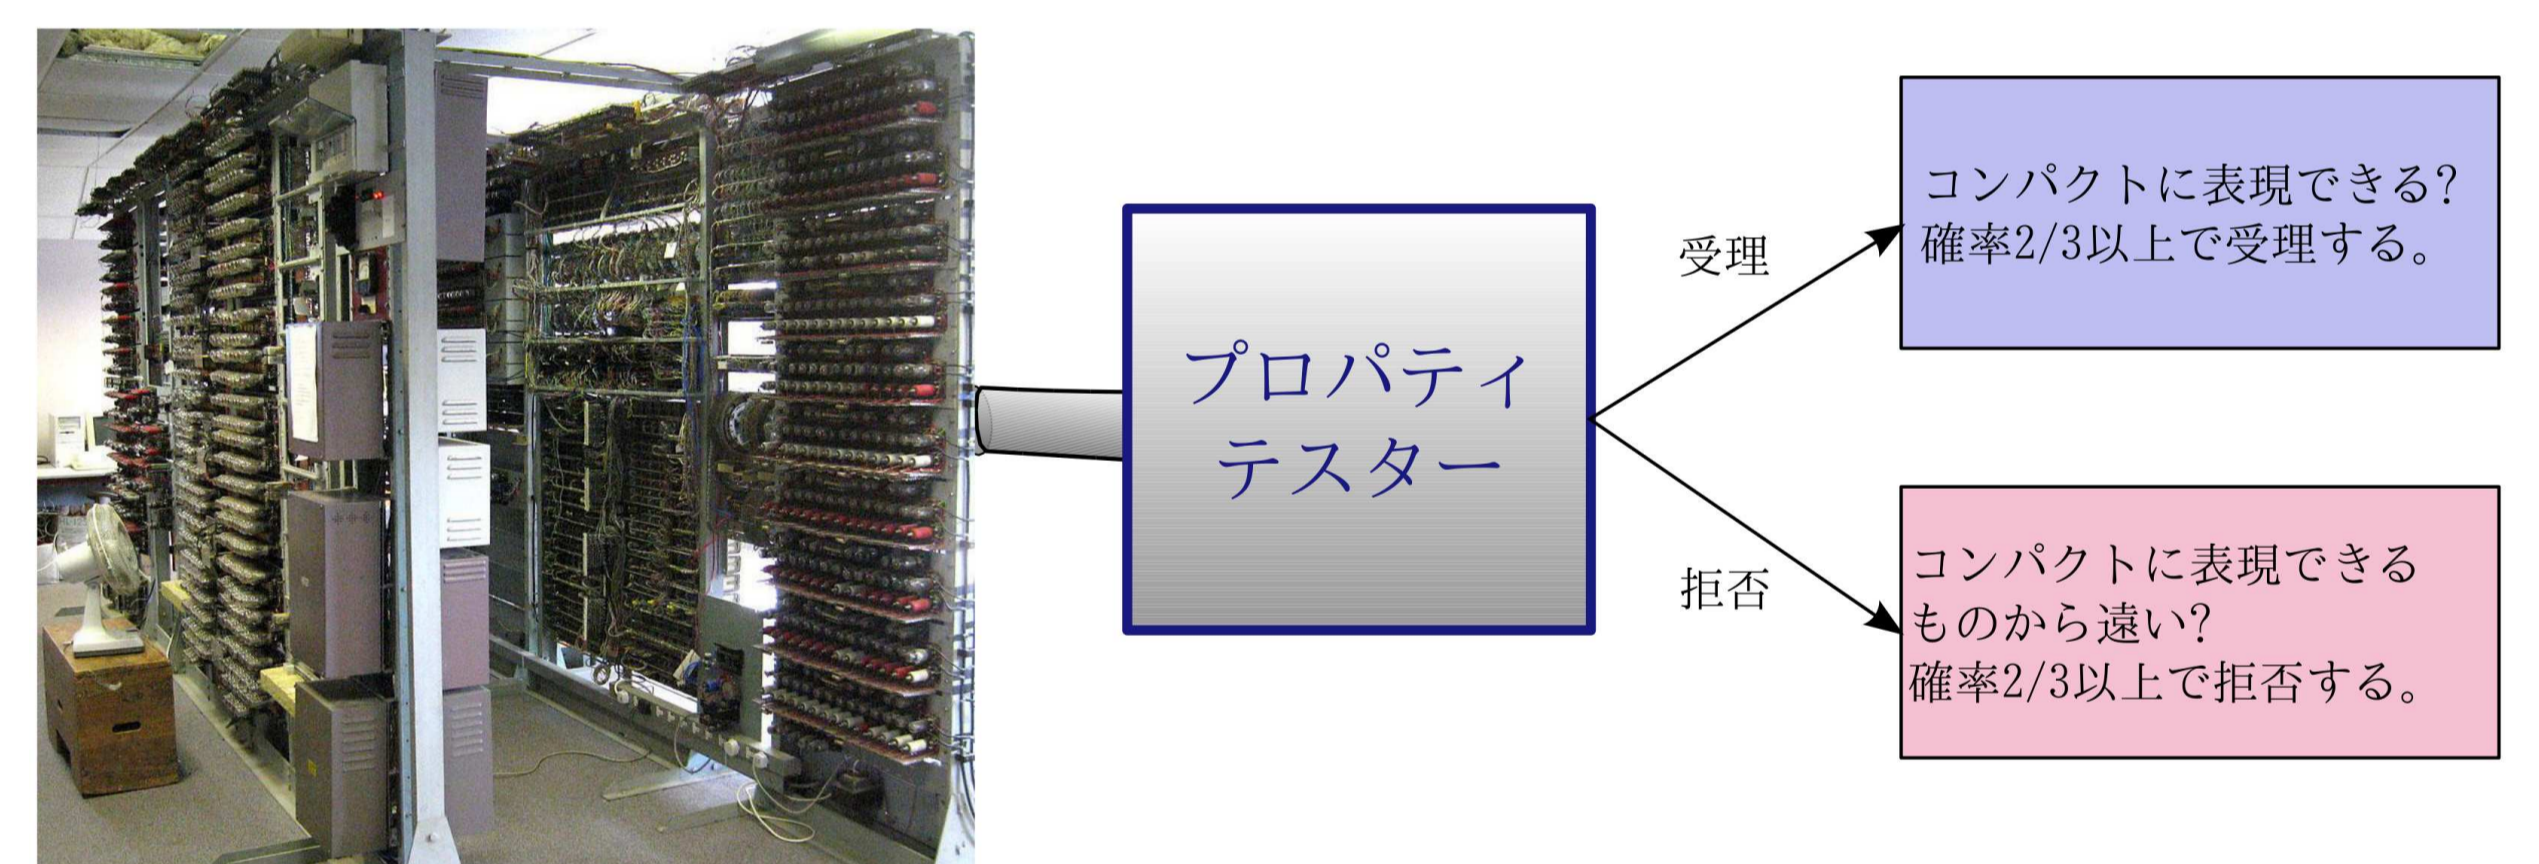 プロパティ
テスター
受理
コンパクトに表現できる?
確率2/3以上で受理する。
拒否
コンパクトに表現できる
ものから遠い?
確率2/3以上で拒否する。